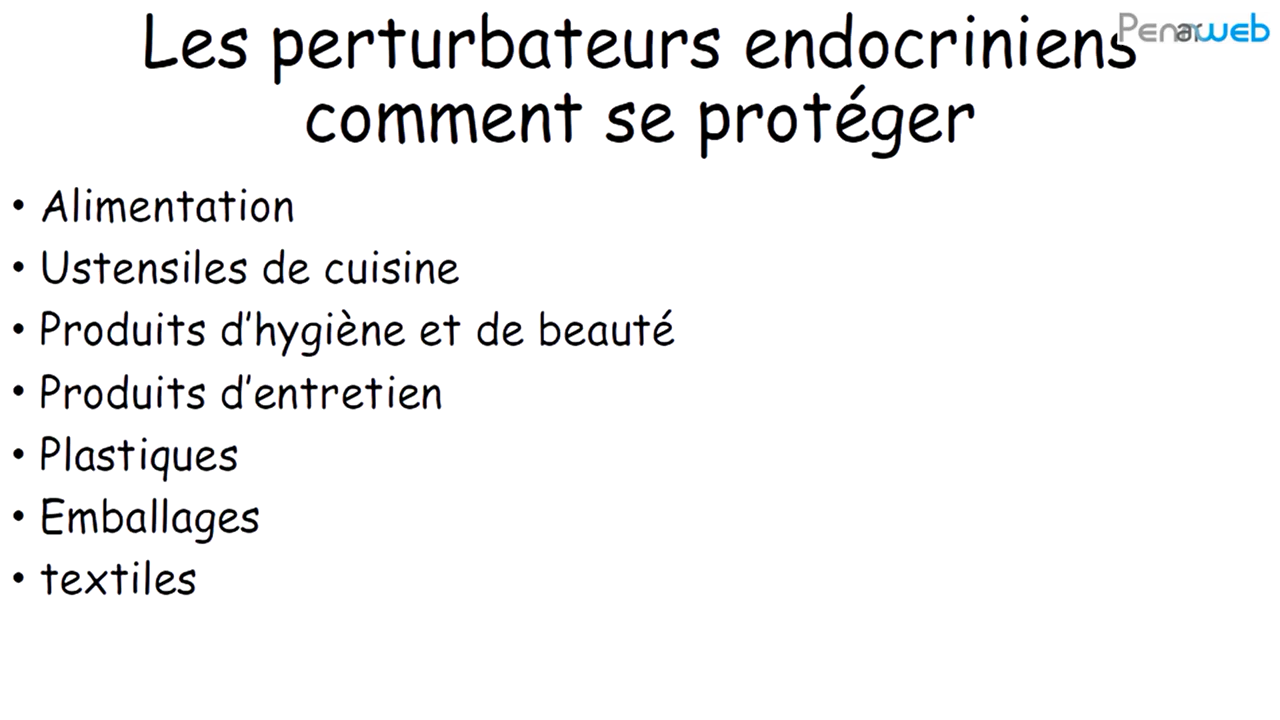 Les perturbateurs endocriniens
comment se protéger
Penarweb
• Alimentation
• Ustensiles de cuisine
• Produits d'hygiène et de beauté
• Produits d'entretien
• Plastiques
• Emballages
• textiles